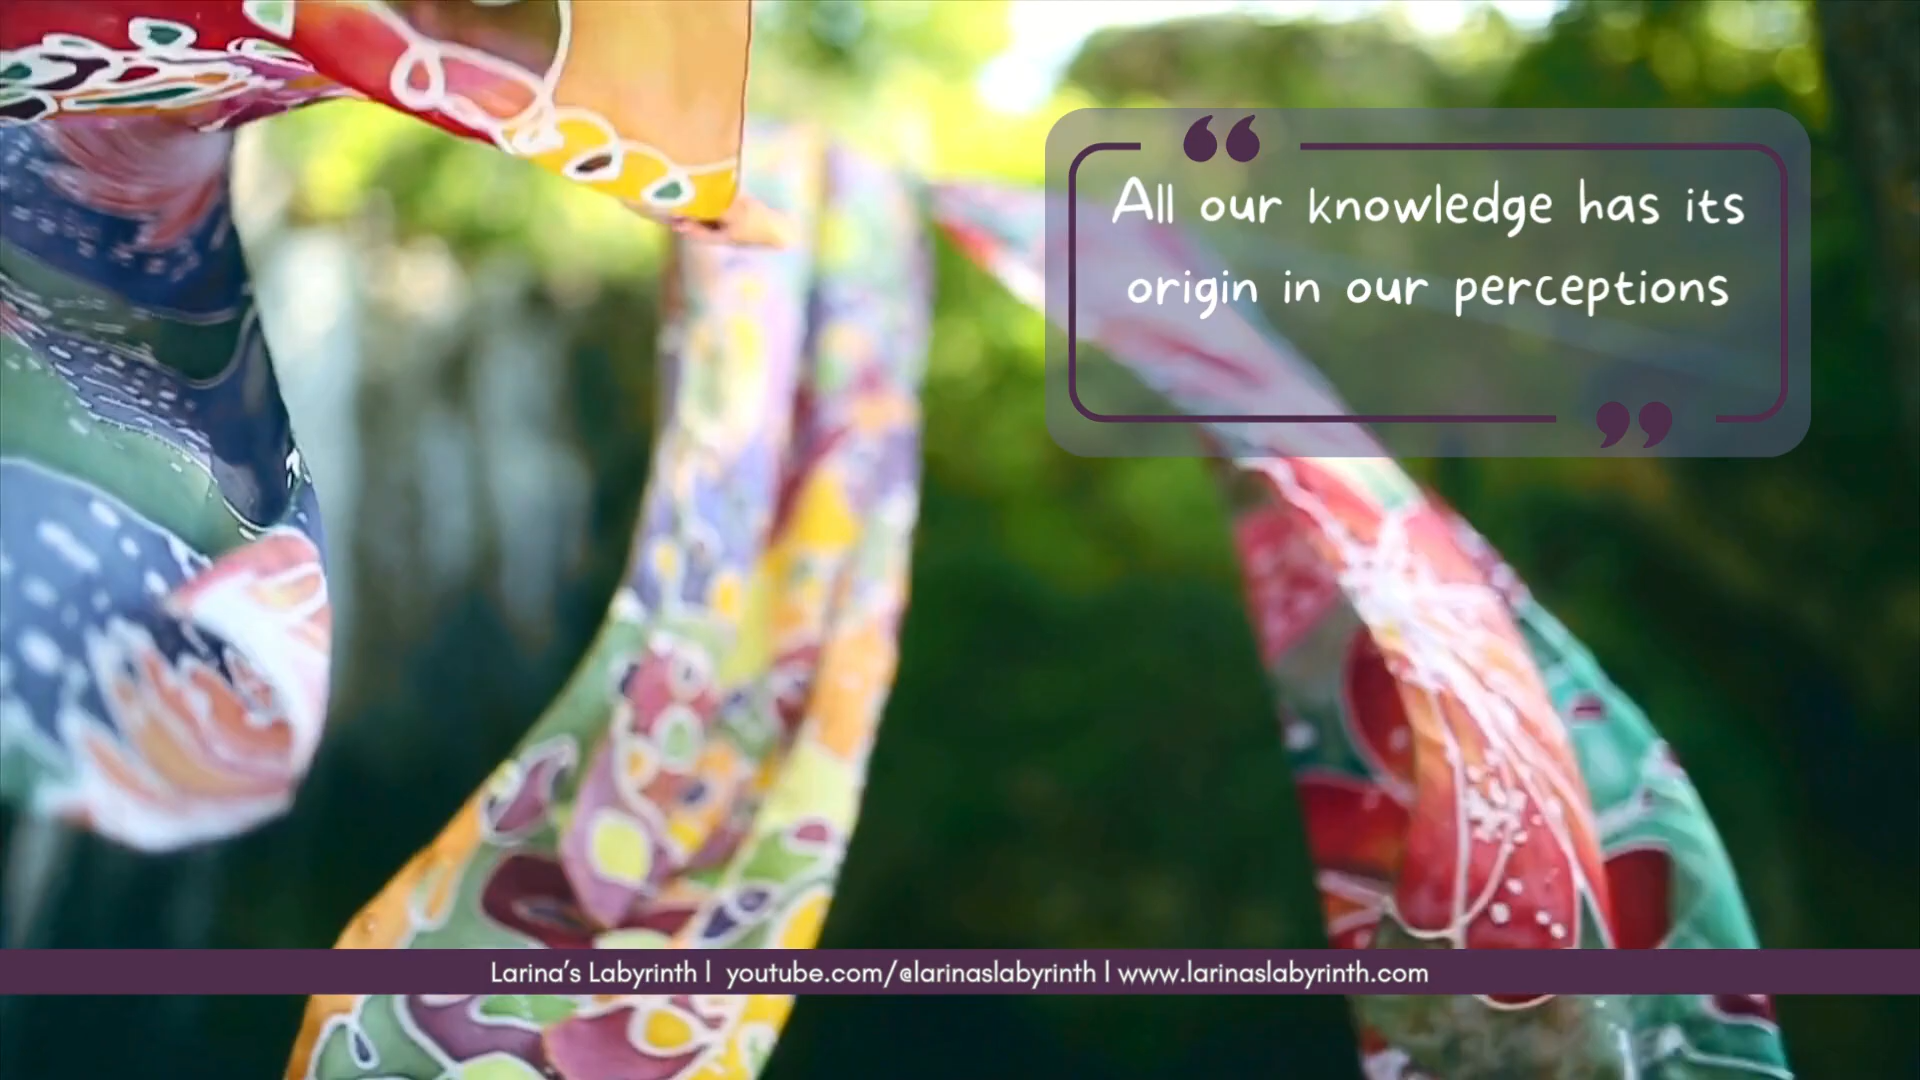 All our knowledge has its
origin in our perceptions
Larina's Labyrinth | youtube.com/@larinaslabyrinth | www.larinaslabyrinth.com